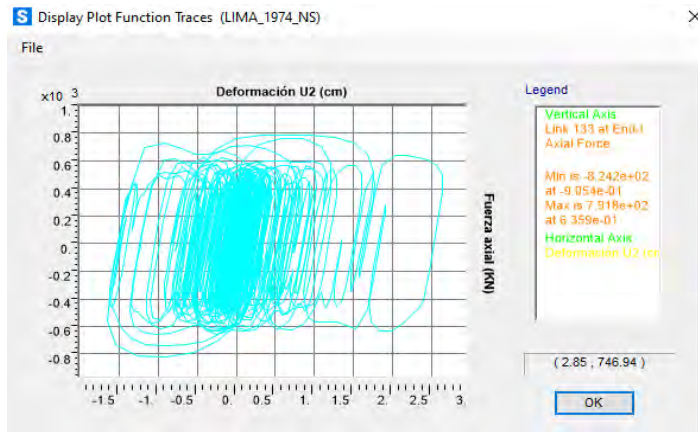 Display Plot Function Traces (LIMA_1974_NS)
File
x10 3
Deformación U2 (cm)
1.
0.8
0.6
0.4
0.2
0.
-0.2
-0.4
-0.6
-0.8
-1.5 -1. -0.5 0. 0.5 1. 1.5 2. 2.5 3.
Fuerza axial (KN)
Legend
Vertical Axis
Link 133 at End-I
Axial Force
Min is -8.242e+02
at -9.054e-01
Max is 7.918e+02
at 6.359e-01
Horizontal Axis
Deformación U2
( 2.85 , 746.94 )
OK